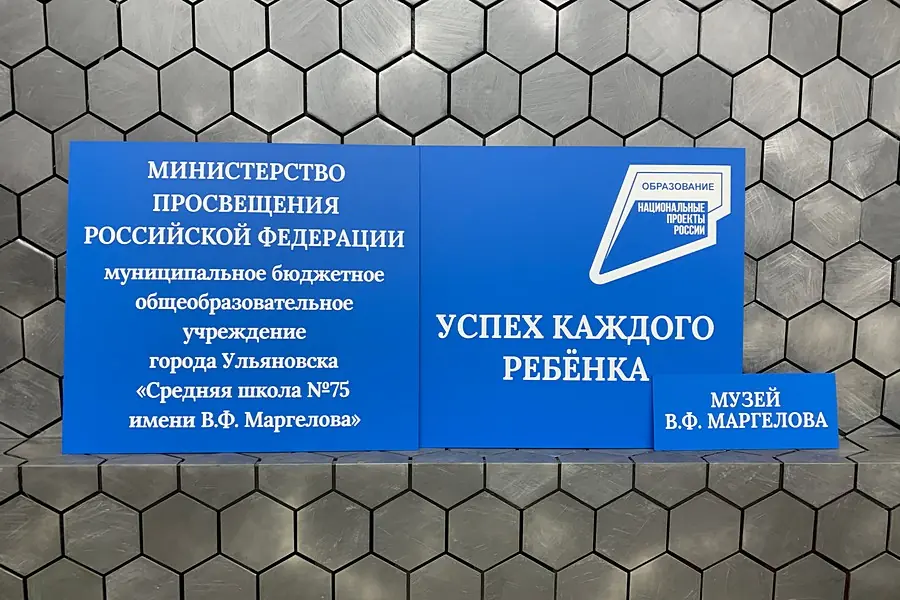 МИНИСТЕРСТВО
ПРОСВЕЩЕНИЯ
РОССИЙСКОЙ ФЕДЕРАЦИИ
муниципальное бюджетное
общеобразовательное
учреждение
города Ульяновска
«Средняя школа №75
имени В.Ф. Маргелова»
ОБРАЗОВАНИЕ
НАЦИОНАЛЬНЫЕ
ПРОЕКТЫ
РОССИИ
УСПЕХ КАЖДОГО
РЕБЁНКА
МУЗЕЙ
В.Ф. МАРГЕЛОВА